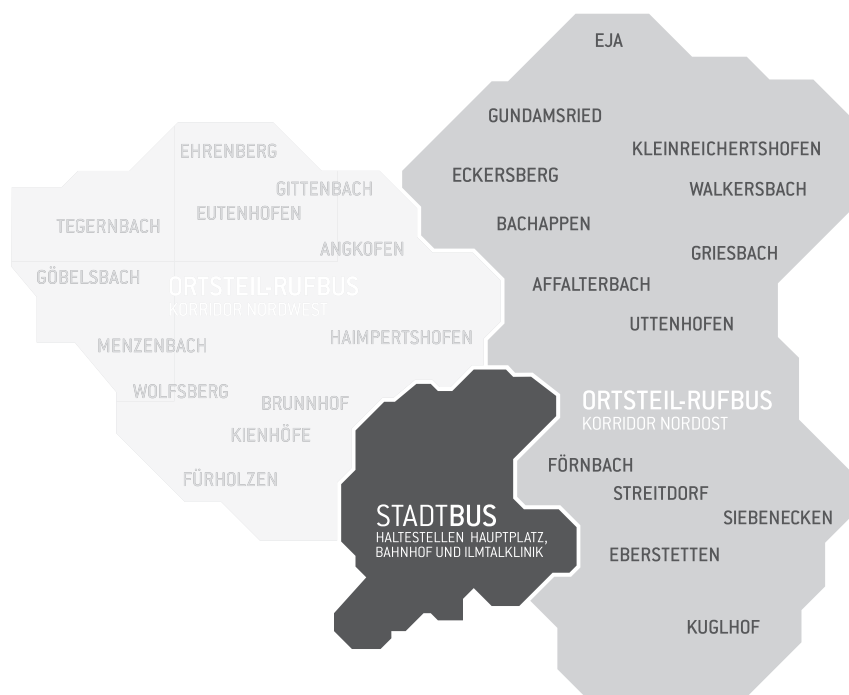 EJA
GUNDAMSRIED
KLEINREICHERTSHOFEN
EHRENBERG
ECKERSBERG
GITTENBACH
WALKERSBACH
EUTENHOFEN
TEGERNBACH
BACHAPPEN
ANGKOFEN
GRIESBACH
GÖBELSBACH
ORTSTEIL-RUFBUS
KORRIDOR NORDWEST
AFFALTERBACH
UTTENHOFEN
HAIMPERTSHOFEN
MENZENBACH
WOLFSBERG
BRUNNHOF
ORTSTEIL-RUFBUS
KORRIDOR NORDOST
KIENHÖFE
FÖRNBACH
FÜRHOLZEN
STREITDORF
STADTBUS
HALTESTELLEN HAUPTPLATZ,
BAHNHOF UND ILMTALKLINIK
SIEBENECKEN
EBERSTETTEN
KUGLHOF